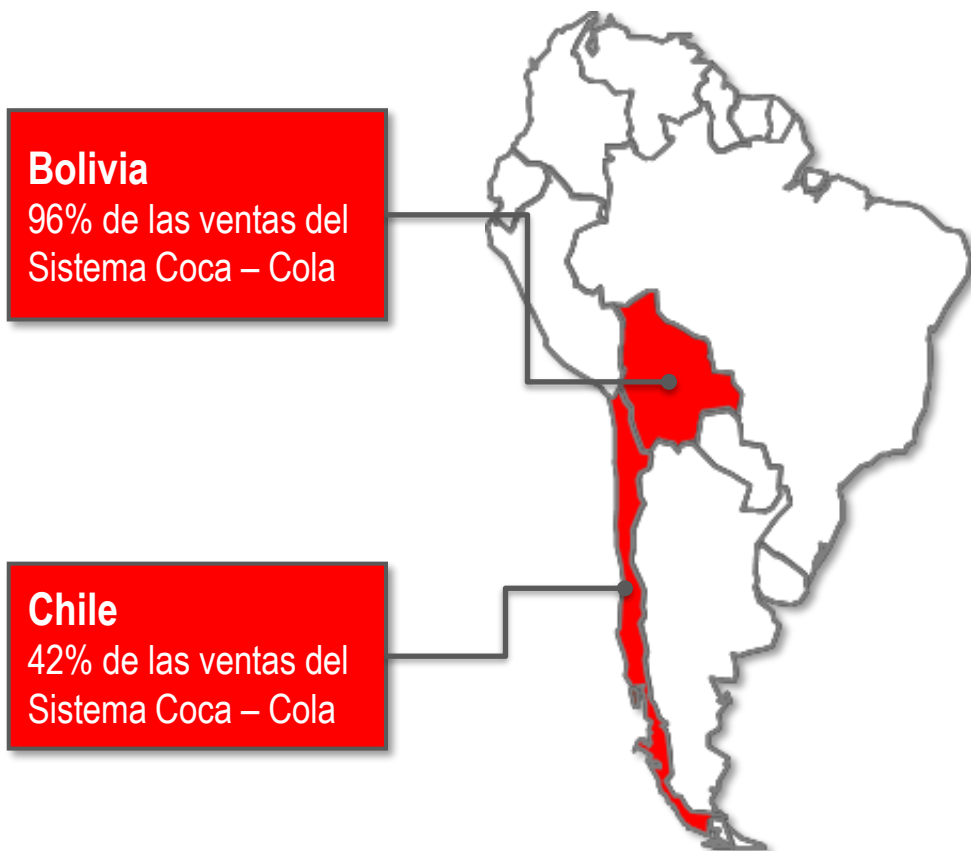 Bolivia
96% de las ventas del
Sistema Coca – Cola
Chile
42% de las ventas del
Sistema Coca – Cola